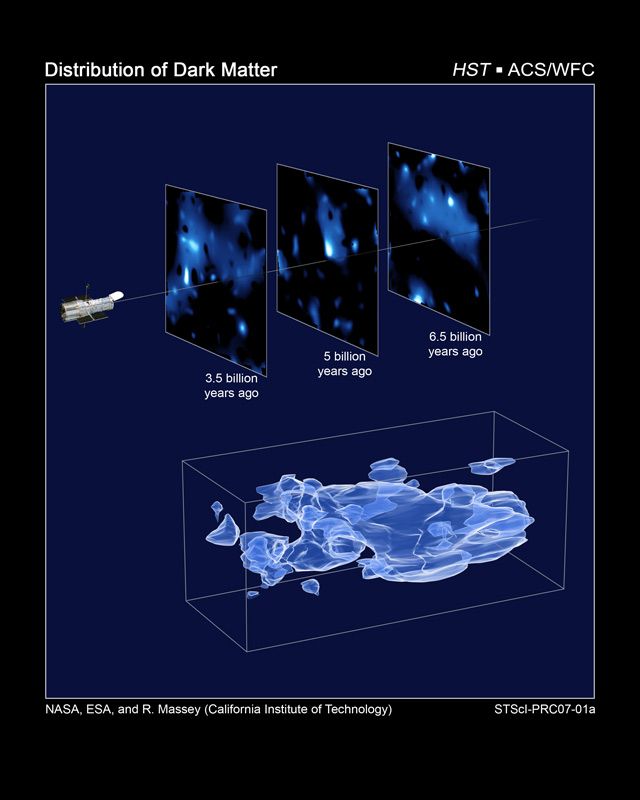 Distribution of Dark Matter
HST ▪ ACS/WFC
3.5 billion
years ago
5 billion
years ago
6.5 billion
years ago
NASA, ESA, and R. Massey (California Institute of Technology)
STScI-PRC07-01a